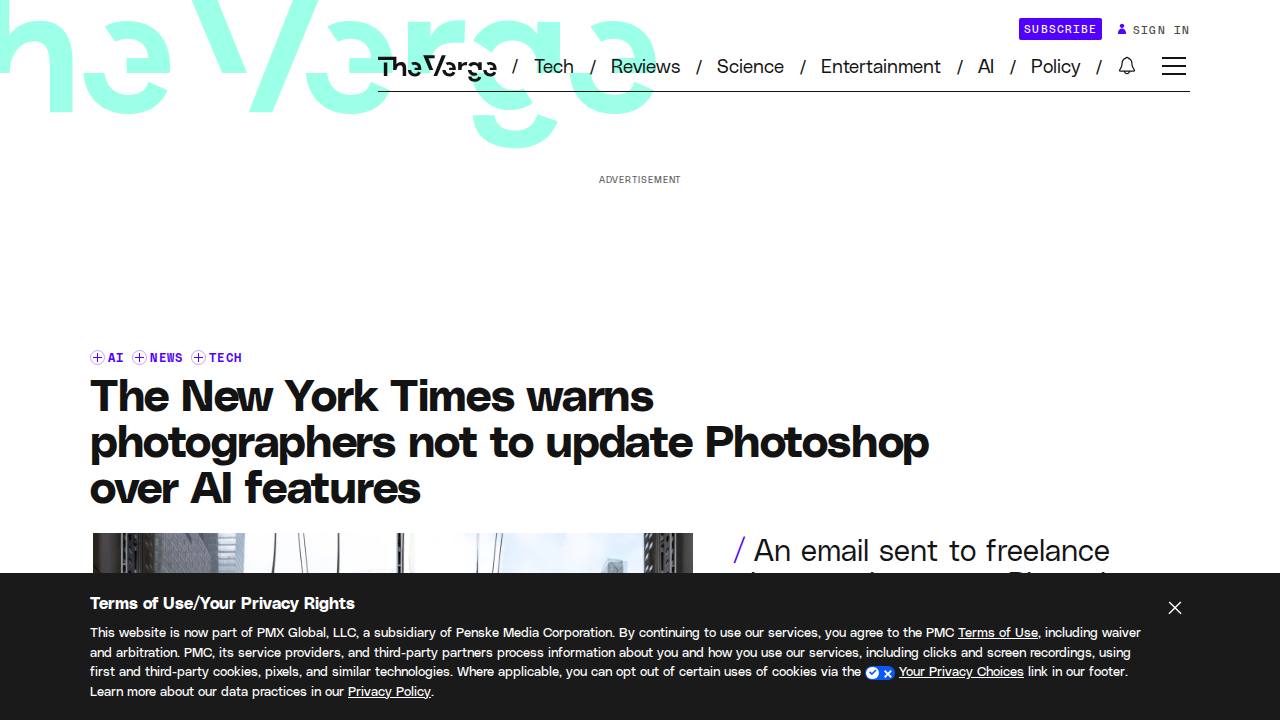 The Verge
SUBSCRIBE SIGN IN
The Verge / Tech / Reviews / Science / Entertainment / AI / Policy /
ADVERTISEMENT
AI NEWS TECH
The New York Times warns
photographers not to update Photoshop
over AI features
/ An email sent to freelance
Terms of Use/Your Privacy Rights
This website is now part of PMX Global, LLC, a subsidiary of Penske Media Corporation. By continuing to use our services, you agree to the PMC Terms of Use, including waiver
and arbitration. PMC, its service providers, and third-party partners process information about you and how you use our services, including clicks and screen recordings, using
first and third-party cookies, pixels, and similar technologies. Where applicable, you can opt out of certain uses of cookies via the Your Privacy Choices link in our footer.
Learn more about our data practices in our Privacy Policy.